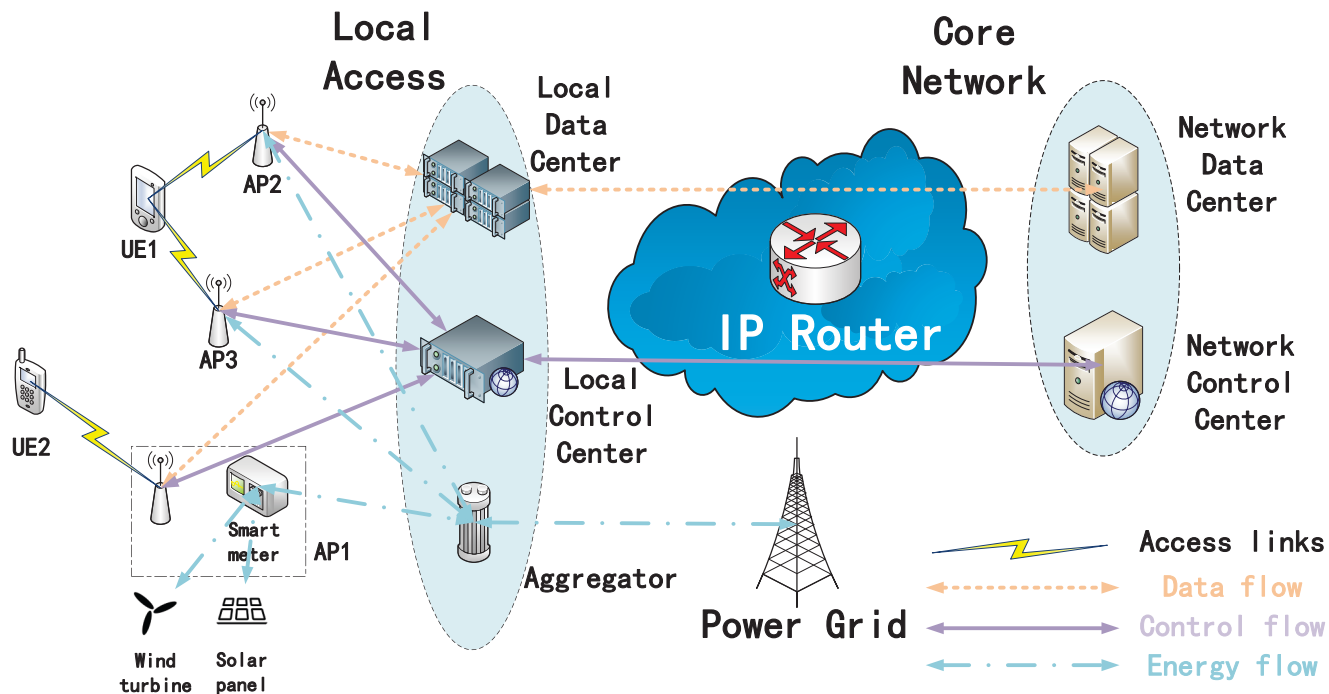 Local
Access
Core
Network
Local
Data
Center
Network
Data
Center
AP2
UE1
IP Router
AP3
Network
Control
Center
Local
Control
Center
UE2
Smart
meter
AP1
Aggregator
Power Grid
Wind
turbine
Solar
panel
Access links
Data flow
Control flow
Energy flow